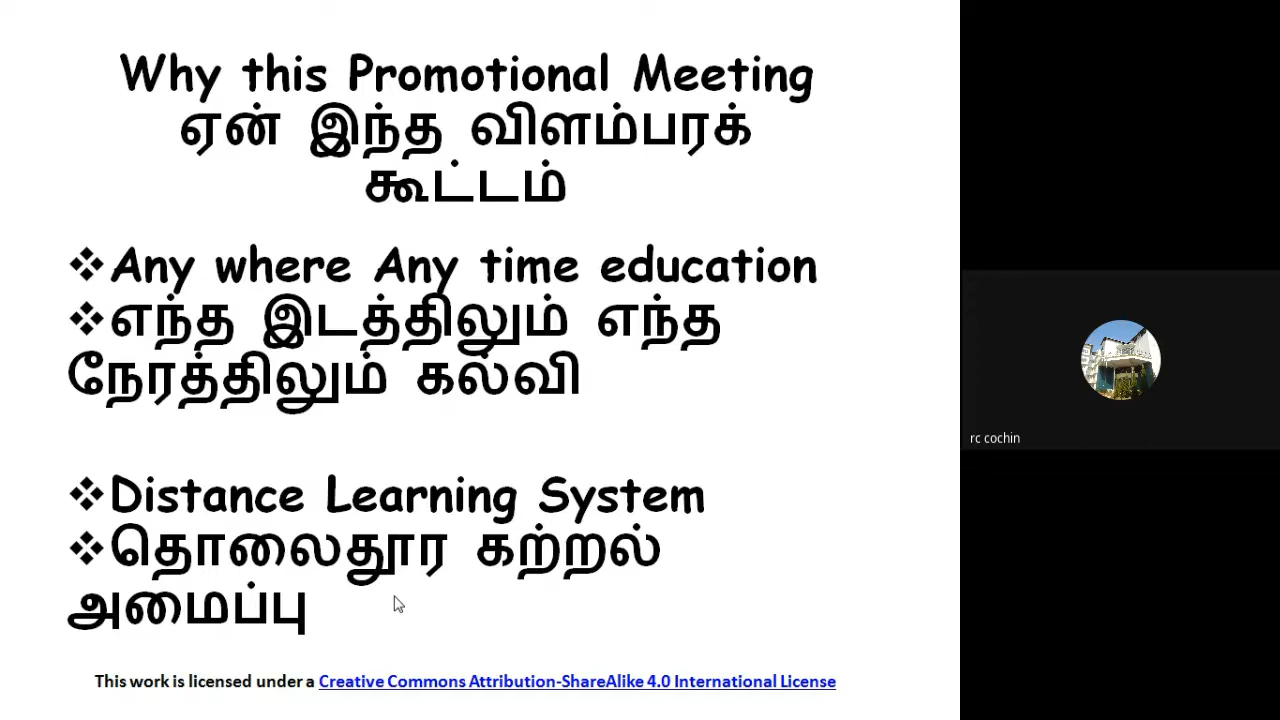 Why this Promotional Meeting
ஏன் இந்த விளம்பரக்
கூட்டம்
❖Any where Any time education
❖எந்த இடத்திலும் எந்த
நேரத்திலும் கல்வி
❖Distance Learning System
❖தொலைதூர கற்றல்
அமைப்பு
This work is licensed under a Creative Commons Attribution-ShareAlike 4.0 International License
rc cochin